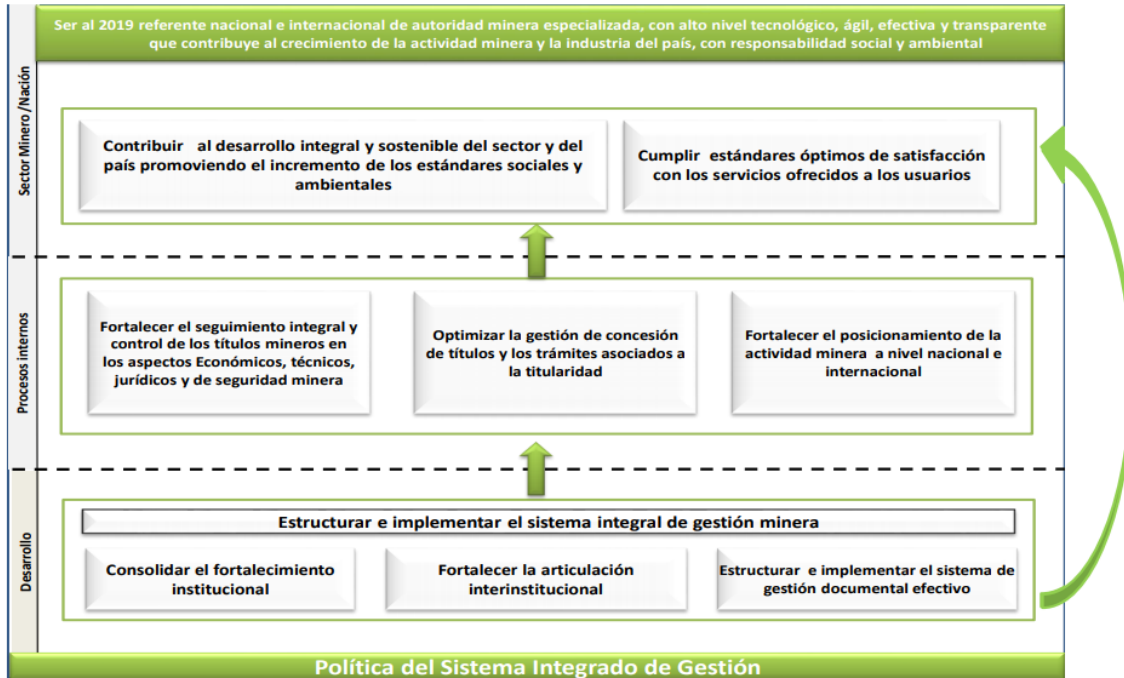 Ser al 2019 referente nacional e internacional de autoridad minera especializada, con alto nivel tecnológico, ágil, efectiva y transparente
que contribuye al crecimiento de la actividad minera y la industria del país, con responsabilidad social y ambiental
Sector Minero /Nación
Contribuir al desarrollo integral y sostenible del sector y del
país promoviendo el incremento de los estándares sociales y
ambientales
Cumplir estándares óptimos de satisfacción
con los servicios ofrecidos a los usuarios
Procesos internos
Fortalecer el seguimiento integral y
control de los títulos mineros en
los aspectos Económicos, técnicos,
jurídicos y de seguridad minera
Optimizar la gestión de concesión
de títulos y los trámites asociados a
la titularidad
Fortalecer el posicionamiento de la
actividad minera a nivel nacional e
internacional
Desarrollo
Estructurar e implementar el sistema integral de gestión minera
Consolidar el fortalecimiento
institucional
Fortalecer la articulación
interinstitucional
Estructurar e implementar el sistema de
gestión documental efectivo
Política del Sistema Integrado de Gestión